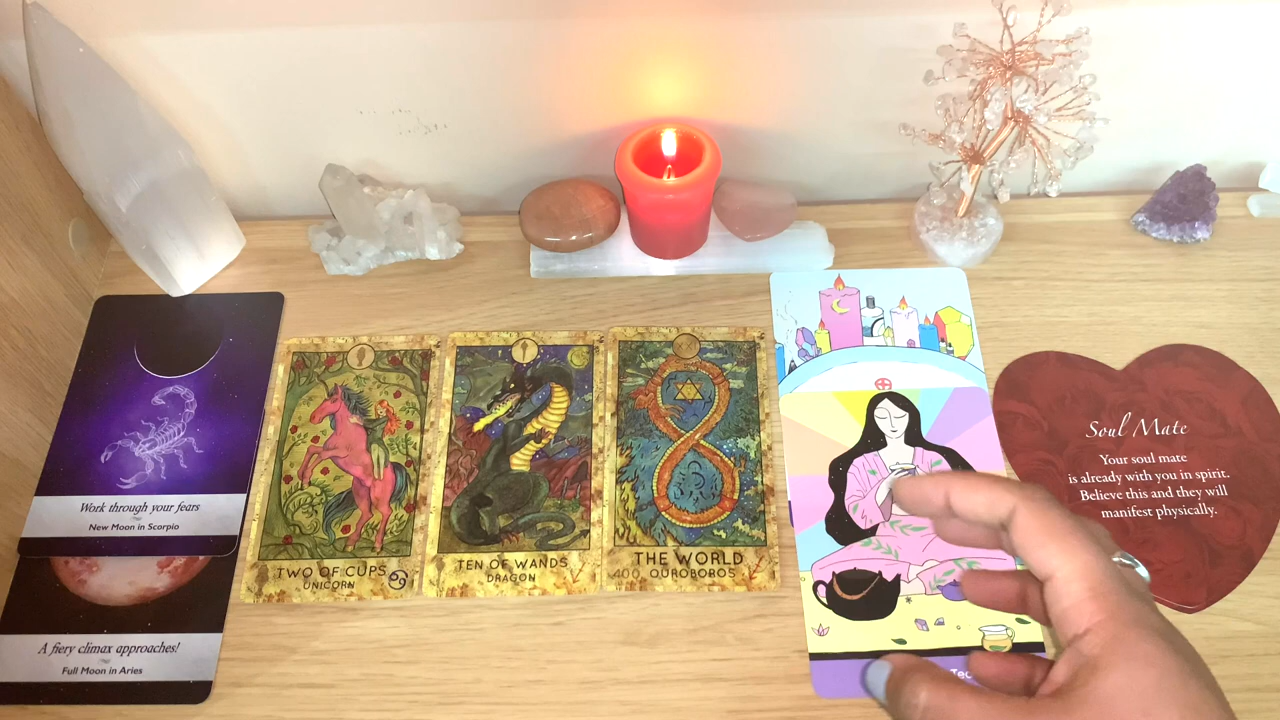 Work through your fears
New Moon in Scorpio
A fiery climax approaches!
Full Moon in Aries
TWO OF CUPS
UNICORN
TEN OF WANDS
DRAGON
THE WORLD
OUROBOROS
Soul Mate
Your soul mate
is already with you in spirit.
Believe this and they will
manifest physically.